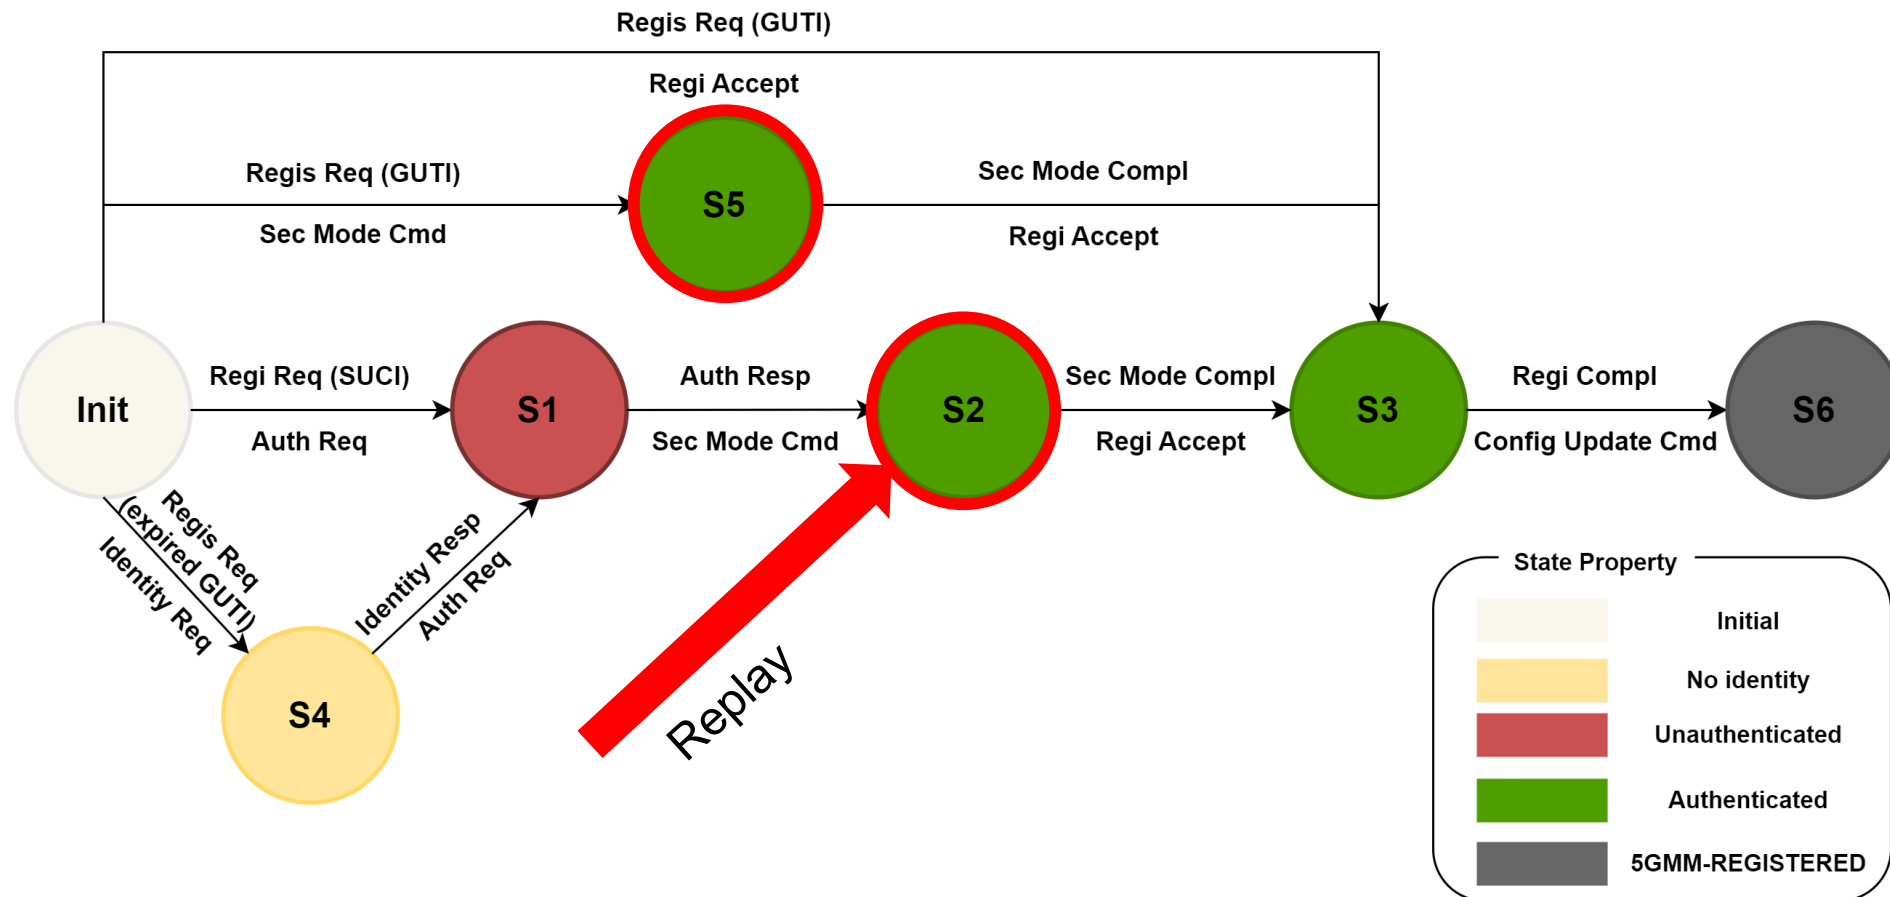 Regis Req (GUTI)
Regi Accept
Regis Req (GUTI)
Sec Mode Cmd
S5
Sec Mode Compl
Regi Accept
Init
Regi Req (SUCI)
Auth Req
S1
Auth Resp
Sec Mode Cmd
S2
Sec Mode Compl
Regi Accept
S3
Regi Compl
Config Update Cmd
S6
Regis Req
(expired GUTI)
Identity Req
S4
Identity Resp
Auth Req
Replay
State Property
Initial
No identity
Unauthenticated
Authenticated
5GMM-REGISTERED